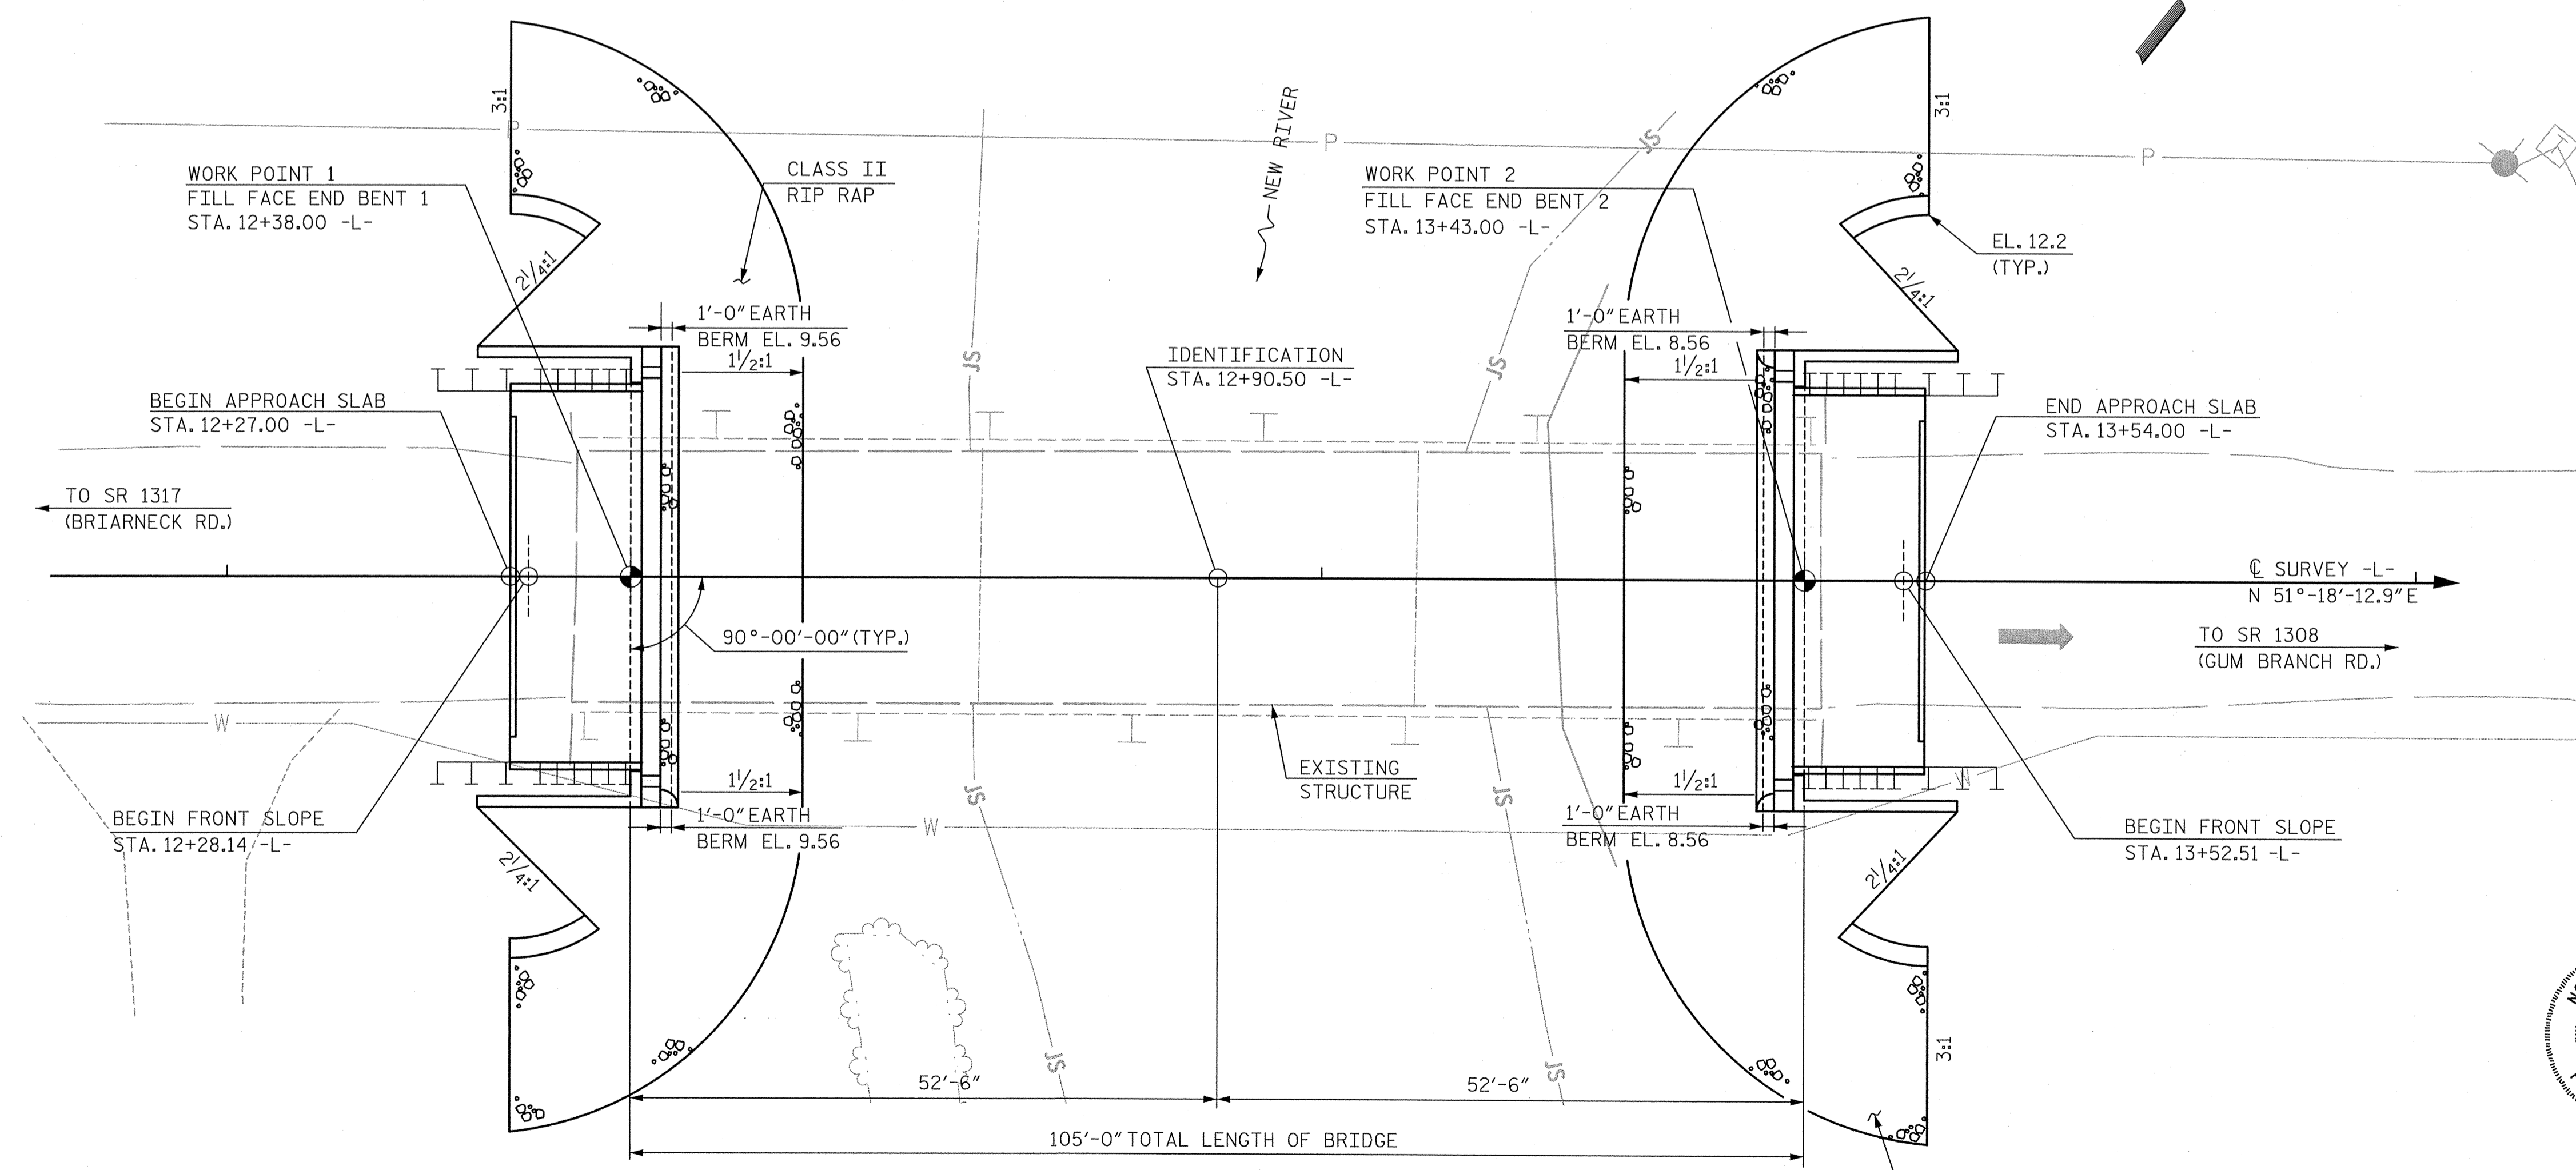 3:1
P
P
P
3:1
JS
NEW RIVER
WORK POINT 1
FILL FACE END BENT 1
STA. 12+38.00 -L-
CLASS II
RIP RAP
WORK POINT 2
FILL FACE END BENT 2
STA. 13+43.00 -L-
EL. 12.2
(TYP.)
2 1/4:1
2 1/4:1
1'-0" EARTH
BERM EL. 9.56
1 1/2:1
JS
IDENTIFICATION
STA. 12+90.50 -L-
JS
1'-0" EARTH
BERM EL. 8.56
1 1/2:1
BEGIN APPROACH SLAB
STA. 12+27.00 -L-
END APPROACH SLAB
STA. 13+54.00 -L-
TO SR 1317
(BRIARNECK RD.)
℄ SURVEY -L-
N 51°-18'-12.9" E
90°-00'-00" (TYP.)
TO SR 1308
(GUM BRANCH RD.)
W
EXISTING
STRUCTURE
W
BEGIN FRONT SLOPE
STA. 12+28.14 -L-
1 1/2:1
1'-0" EARTH
BERM EL. 9.56
W
JS
JS
1 1/2:1
1'-0" EARTH
BERM EL. 8.56
BEGIN FRONT SLOPE
STA. 13+52.51 -L-
2 1/4:1
2 1/4:1
JS
JS
3:1
52'-6"
52'-6"
105'-0" TOTAL LENGTH OF BRIDGE